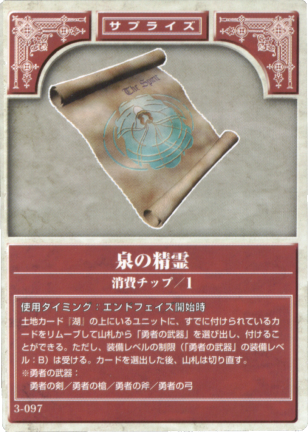 サプライズ
The Spirit
泉の精霊
消費チップ/1
使用タイミング：エントフェイス開始時
土地カード『湖』の上にいるユニットに、すでに付けられているカ
ードをリムーブして山札から「勇者の武器」を選び出し、付けるこ
とができる。ただし、装備レベルの制限（「勇者の武器」の装備レベ
ル：B）は受ける。カードを選出した後、山札は切り直す。
※勇者の武器：
勇者の剣／勇者の槍／勇者の斧／勇者の弓
3-097